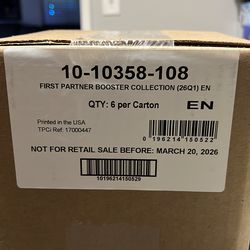 10-10358-108
FIRST PARTNER BOOSTER COLLECTION (26Q1) EN
QTY: 6 per Carton
EN
Printed in the USA
TPCi Ref. 17000447
0 196214 150522
NOT FOR RETAIL SALE BEFORE: MARCH 20, 2026
10196214150529